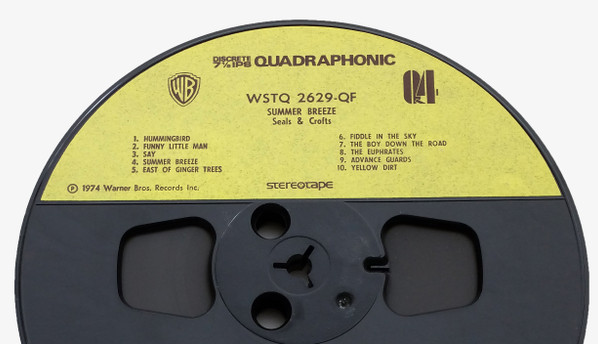 DISCRETE
7½ IPS QUADRAPHONIC
WB
Q4
WSTQ 2629-QF
SUMMER BREEZE
Seals & Crofts
1. HUMMINGBIRD
2. FUNNY LITTLE MAN
3. SAY
4. SUMMER BREEZE
5. EAST OF GINGER TREES
6. FIDDLE IN THE SKY
7. THE BOY DOWN THE ROAD
8. THE EUPHRATES
9. ADVANCE GUARDS
10. YELLOW DIRT
℗ 1974 Warner Bros. Records Inc.
stereotape